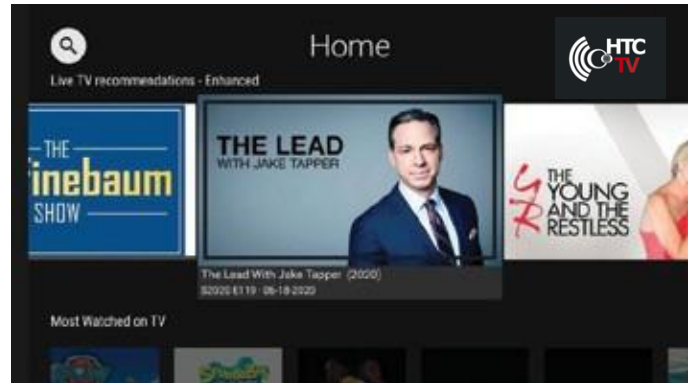 Home
HTC
TV
Live TV recommendations - Enhanced
THE
inebaum
SHOW
THE LEAD
WITH JAKE TAPPER
YR
THE
YOUNG
AND THE
RESTLESS
The Lead With Jake Tapper (2020)
S2020 E119 - 06-18-2020
Most Watched on TV